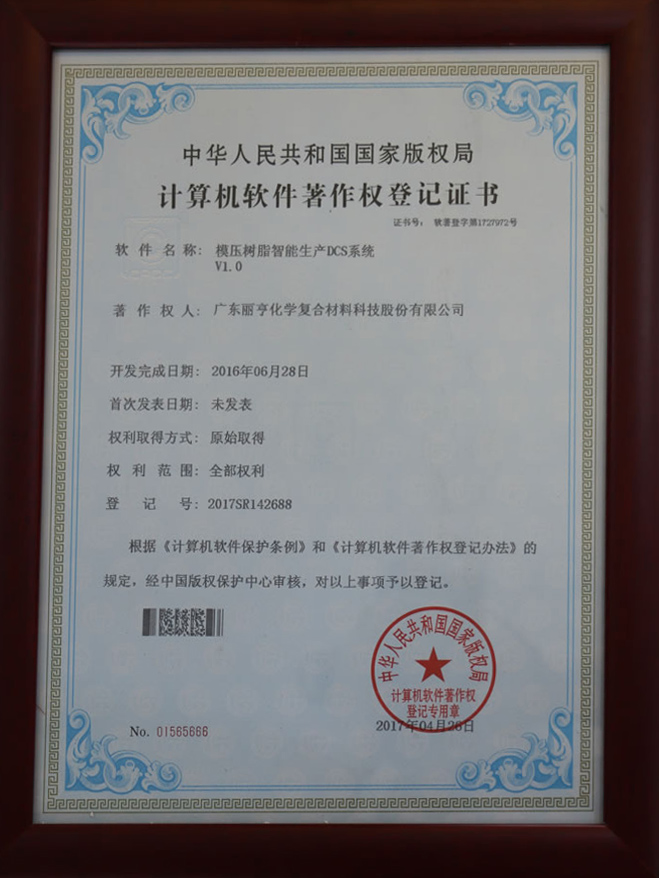 中华人民共和国国家版权局
计算机软件著作权登记证书
证书号： 软著登字第1727972号
软件名称： 模压树脂智能生产DCS系统
V1.0
著作权人： 广东丽亨化学复合材料科技股份有限公司
开发完成日期： 2016年06月28日
首次发表日期： 未发表
权利取得方式： 原始取得
权利范围： 全部权利
登记号： 2017SR142688
根据《计算机软件保护条例》和《计算机软件著作权登记办法》的
规定，经中国版权保护中心审核，对以上事项予以登记。
中华人民共和国国家版权局
计算机软件著作权
登记专用章
2017年04月26日
No. 01565666